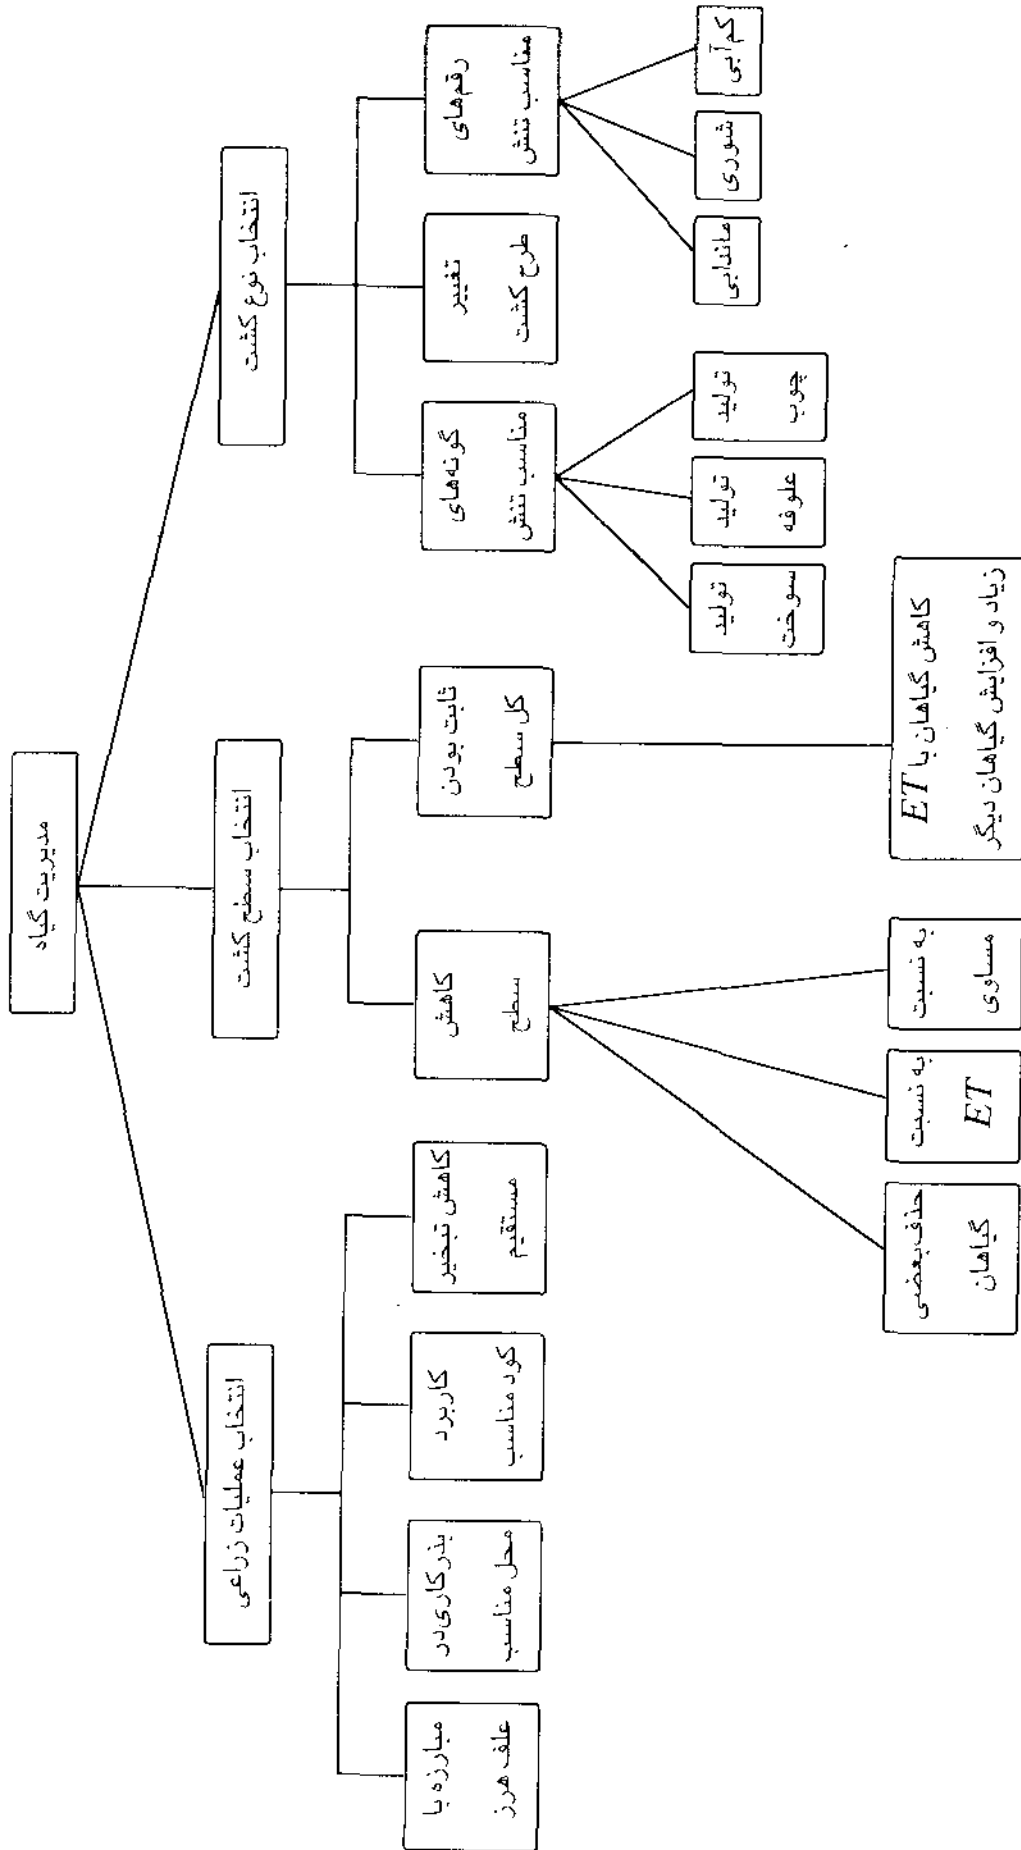 مدیریت گیاه
انتخاب نوع کشت
انتخاب سطح کشت
انتخاب عملیات زراعی
رقم‌های
مناسب تنش
تغییر
طرح کشت
گونه‌های
مناسب تنش
ثابت بودن
کل سطح
کاهش
سطح
کاهش تبخیر
مستقیم
کاربرد
کود مناسب
بذرکاری در
محل مناسب
مبارزه با
علف هرز
کم آبی
شوری
ماندابی
تولید
چوب
تولید
علوفه
تولید
سوخت
کاهش گیاهان با ET
زیاد و افزایش گیاهان دیگر
به نسبت
مساوی
به نسبت
ET
حذف بعضی
گیاهان